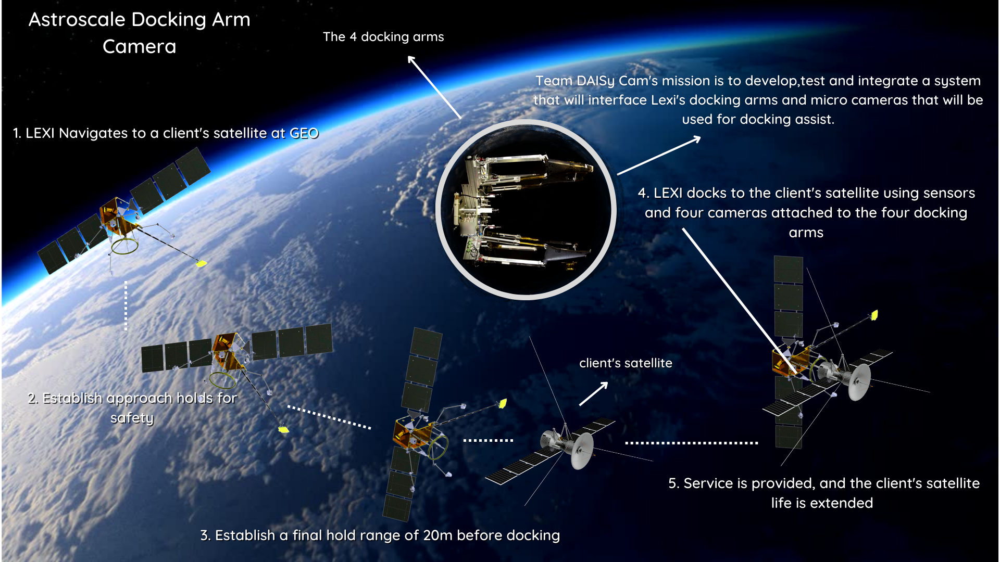 Astroscale Docking Arm
Camera
The 4 docking arms
Team DAISy Cam's mission is to develop,test and integrate a system
that will interface Lexi's docking arms and micro cameras that will be
used for docking assist.
1. LEXI Navigates to a client's satellite at GEO
4. LEXI docks to the client's satellite using sensors
and four cameras attached to the four docking
arms
client's satellite
2. Establish approach holds for
safety
5. Service is provided, and the client's satellite
life is extended
3. Establish a final hold range of 20m before docking